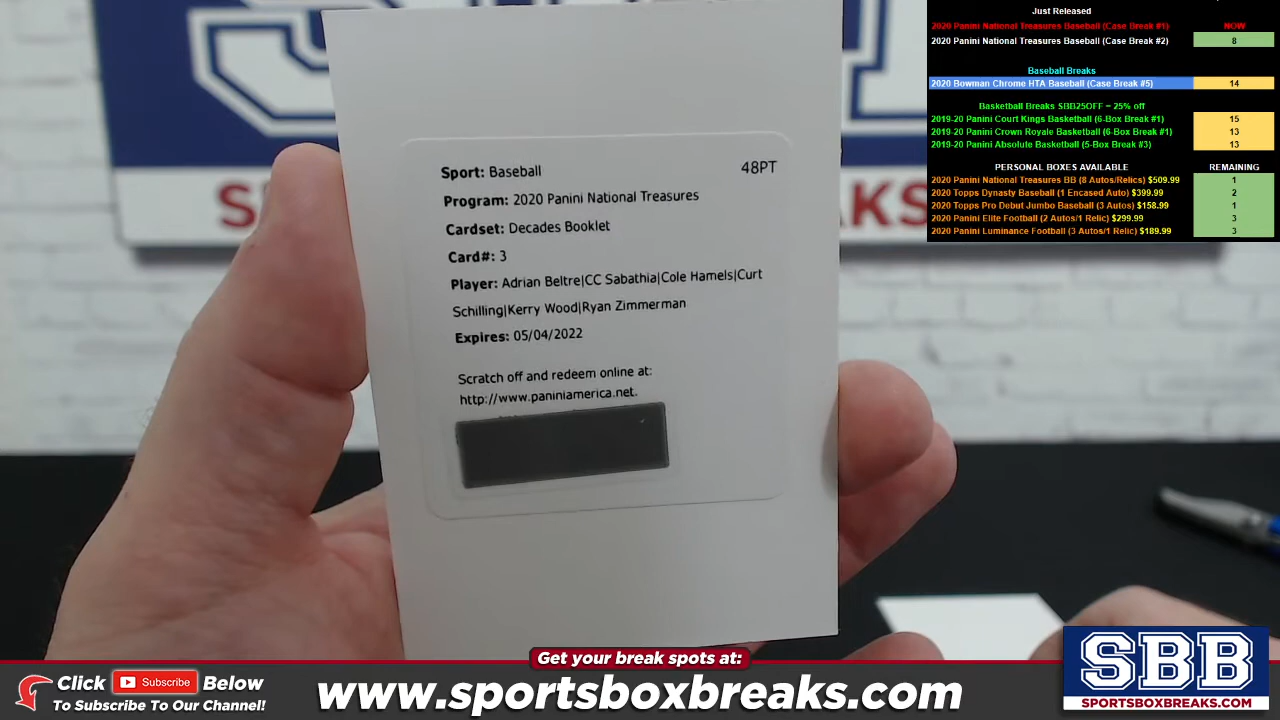 Just Released
2020 Panini National Treasures Baseball (Case Break #1) NOW
2020 Panini National Treasures Baseball (Case Break #2) 8
Baseball Breaks
2020 Bowman Chrome HTA Baseball (Case Break #5) 14
Basketball Breaks SBB25OFF - 25% off
2019-20 Panini Court Kings Basketball (6-Box Break #1) 15
2019-20 Panini Crown Royale Basketball (6-Box Break #1) 13
2019-20 Panini Absolute Basketball (5-Box Break #3) 13
PERSONAL BOXES AVAILABLE REMAINING
2020 Panini National Treasures BB (8 Autos/Relics) $509.99 1
2020 Topps Dynasty Baseball (1 Encased Auto) $399.99 2
2020 Topps Pro Debut Jumbo Baseball (3 Autos) $158.99 1
2020 Panini Elite Football (2 Autos/1 Relic) $299.99 3
2020 Panini Luminance Football (3 Autos/1 Relic) $189.99 3
Sport: Baseball 48PT
Program: 2020 Panini National Treasures
Cardset: Decades Booklet
Card#: 3
Player: Adrian Beltre|CC Sabathia|Cole Hamels|Curt
Schilling|Kerry Wood|Ryan Zimmerman
Expires: 05/04/2022
Scratch off and redeem online at:
http://www.paniniamerica.net.
Get your break spots at:
Click Subscribe Below
To Subscribe To Our Channel!
www.sportsboxbreaks.com
SBB
SPORTSBOXBREAKS.COM